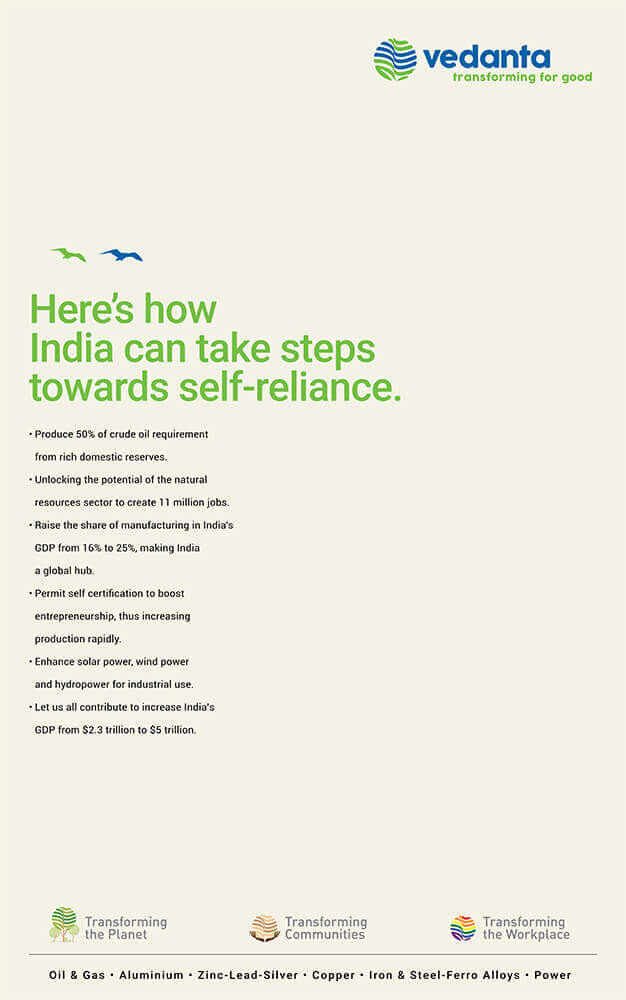 vedanta
transforming for good
Here's how
India can take steps
towards self-reliance.
• Produce 50% of crude oil requirement
from rich domestic reserves.
• Unlocking the potential of the natural
resources sector to create 11 million jobs.
• Raise the share of manufacturing in India's
GDP from 16% to 25%, making India
a global hub.
• Permit self certification to boost
entrepreneurship, thus increasing
production rapidly.
• Enhance solar power, wind power
and hydropower for industrial use.
• Let us all contribute to increase India's
GDP from $2.3 trillion to $5 trillion.
Transforming
the Planet
Transforming
Communities
Transforming
the Workplace
Oil & Gas • Aluminium • Zinc-Lead-Silver • Copper • Iron & Steel-Ferro Alloys • Power